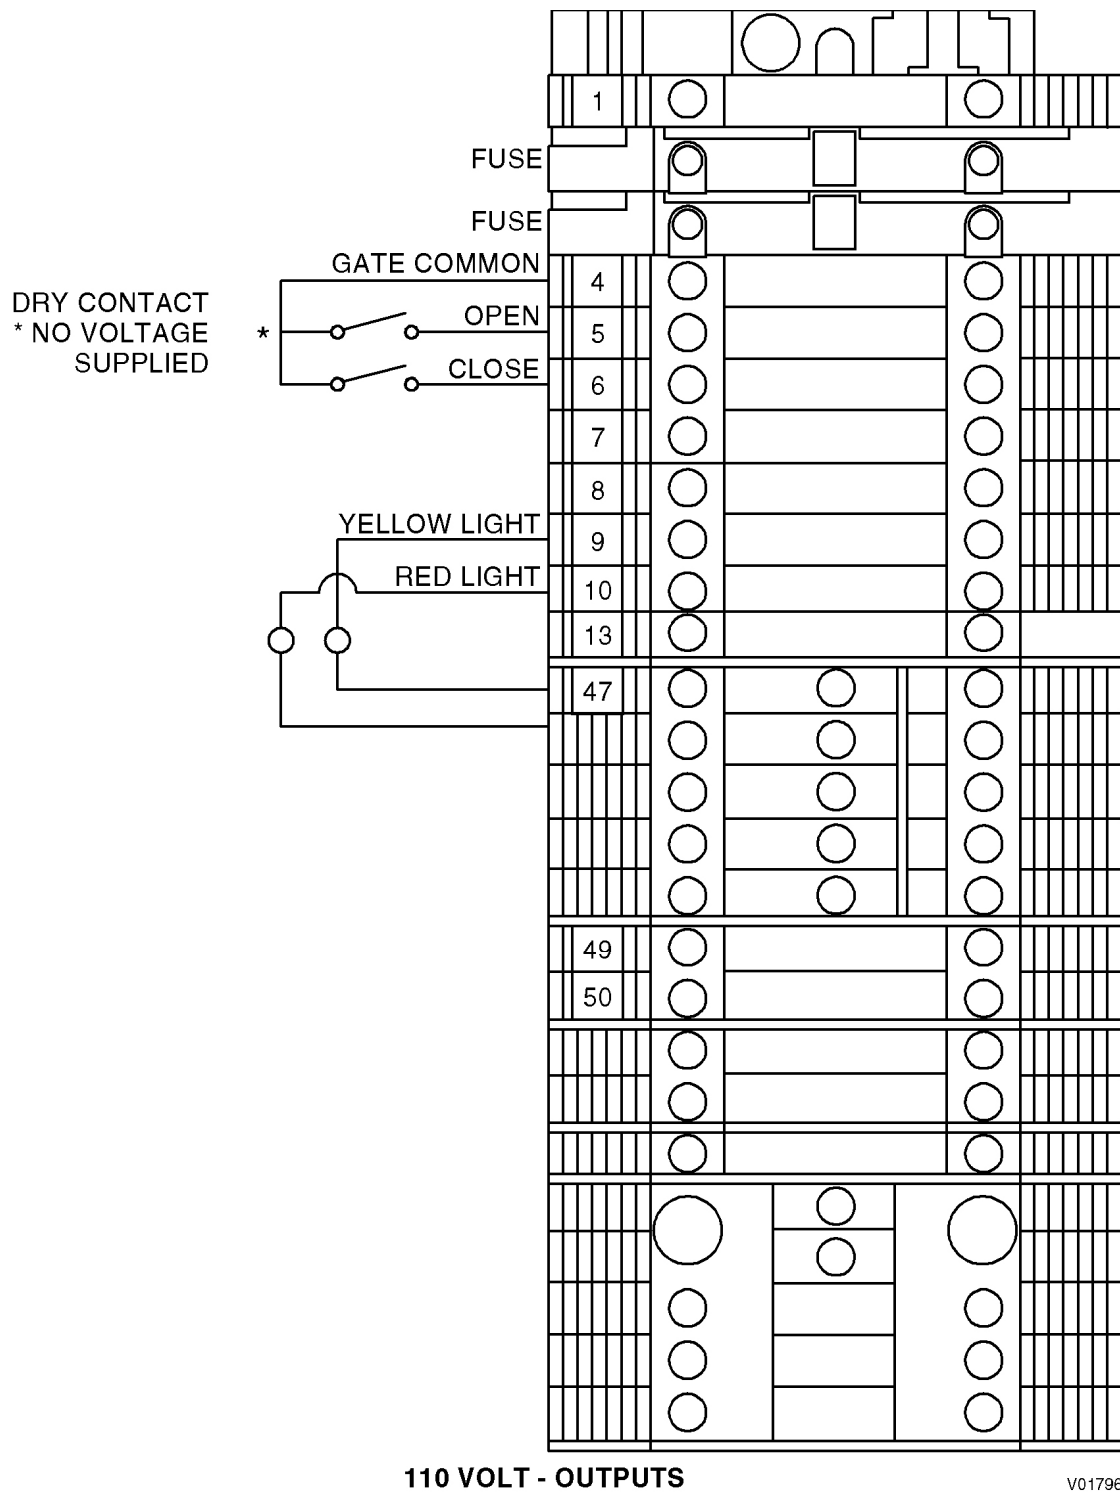 1
FUSE
FUSE
GATE COMMON
4
DRY CONTACT
* NO VOLTAGE
SUPPLIED
*
OPEN
5
CLOSE
6
7
8
YELLOW LIGHT
9
RED LIGHT
10
13
47
49
50
110 VOLT - OUTPUTS
V01796